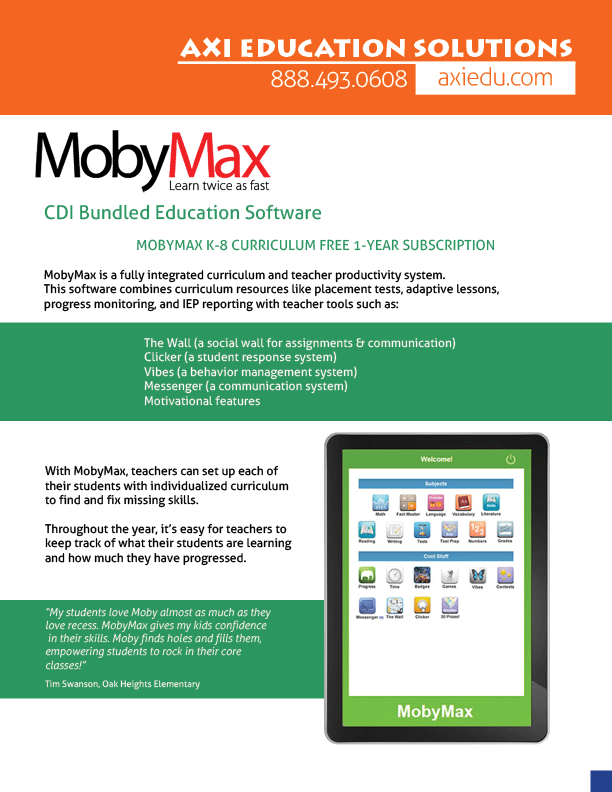 AXI EDUCATION SOLUTIONS
888.493.0608 axiedu.com
MobyMax
Learn twice as fast
CDI Bundled Education Software
MOBYMAX K-8 CURRICULUM FREE 1-YEAR SUBSCRIPTION
MobyMax is a fully integrated curriculum and teacher productivity system.
This software combines curriculum resources like placement tests, adaptive lessons,
progress monitoring, and IEP reporting with teacher tools such as:
The Wall (a social wall for assignments & communication)
Clicker (a student response system)
Vibes (a behavior management system)
Messenger (a communication system)
Motivational features
With MobyMax, teachers can set up each of
their students with individualized curriculum
to find and fix missing skills.
Throughout the year, it's easy for teachers to
keep track of what their students are learning
and how much they have progressed.
"My students love Moby almost as much as they
love recess. MobyMax gives my kids confidence
in their skills. Moby finds holes and fills them,
empowering students to rock in their core
classes!"
Tim Swanson, Oak Heights Elementary
Welcome!
Subjects
Math Fact Master Language Vocabulary Literature
Reading Writing Tests Test Prep Numbers Grades
Cool Stuff
Progress Time Badges Games Vibes Contests
Messenger The Wall Clicker
MobyMax